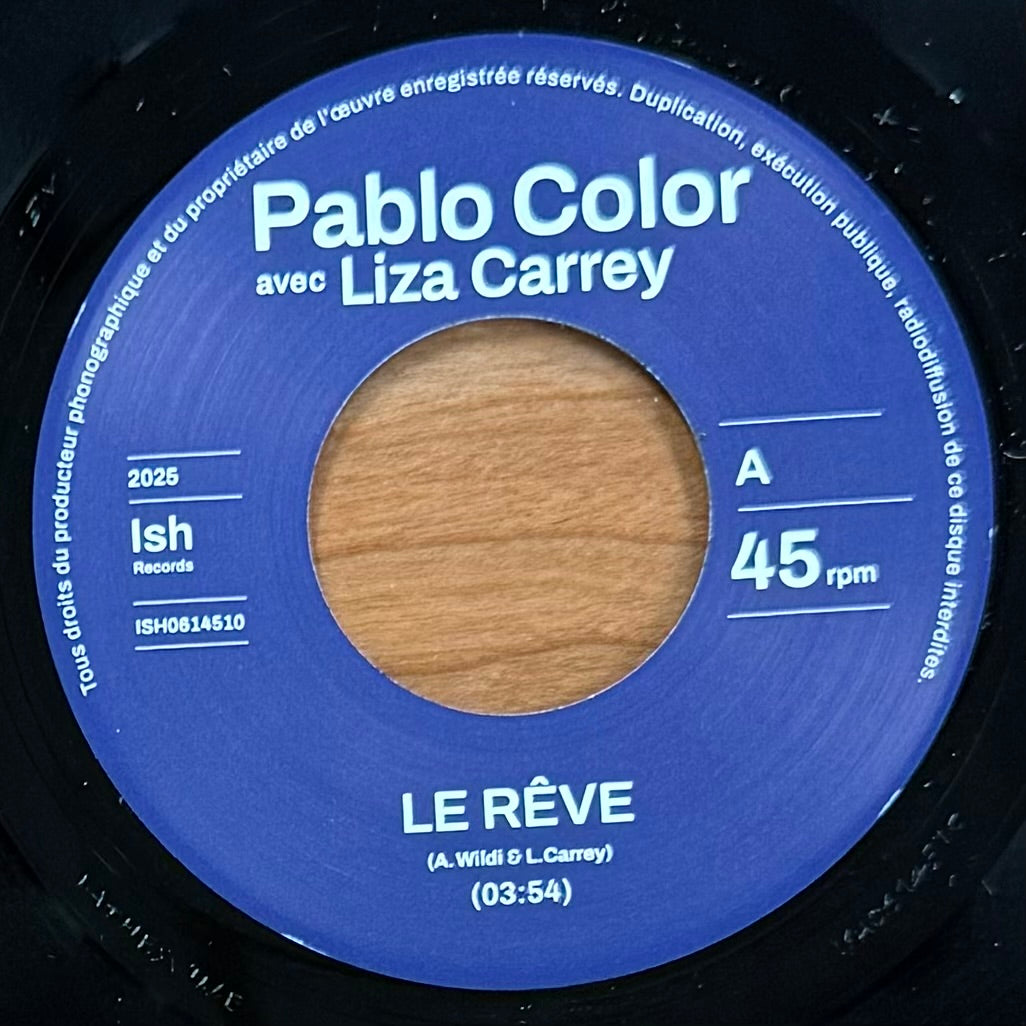 Tous droits du producteur phonographique et du propriétaire de l'œuvre enregistrée réservés. Duplication, exécution publique, radiodiffusion de ce disque interdites.
Pablo Color
avec Liza Carrey
2025
Ish
Records
ISH0614510
A
45 rpm
LE RÊVE
(A.Wildi & L.Carrey)
(03:54)